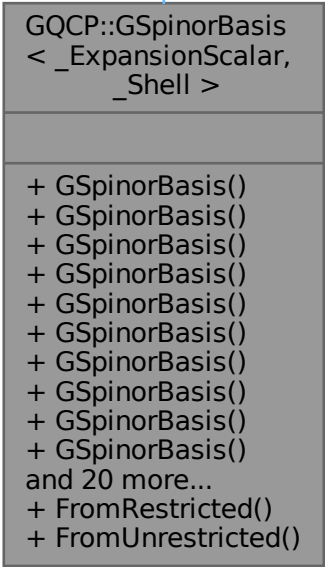 GQCP::GSpinorBasis
< _ExpansionScalar,
_Shell >
+ GSpinorBasis()
+ GSpinorBasis()
+ GSpinorBasis()
+ GSpinorBasis()
+ GSpinorBasis()
+ GSpinorBasis()
+ GSpinorBasis()
+ GSpinorBasis()
+ GSpinorBasis()
+ GSpinorBasis()
and 20 more...
+ FromRestricted()
+ FromUnrestricted()